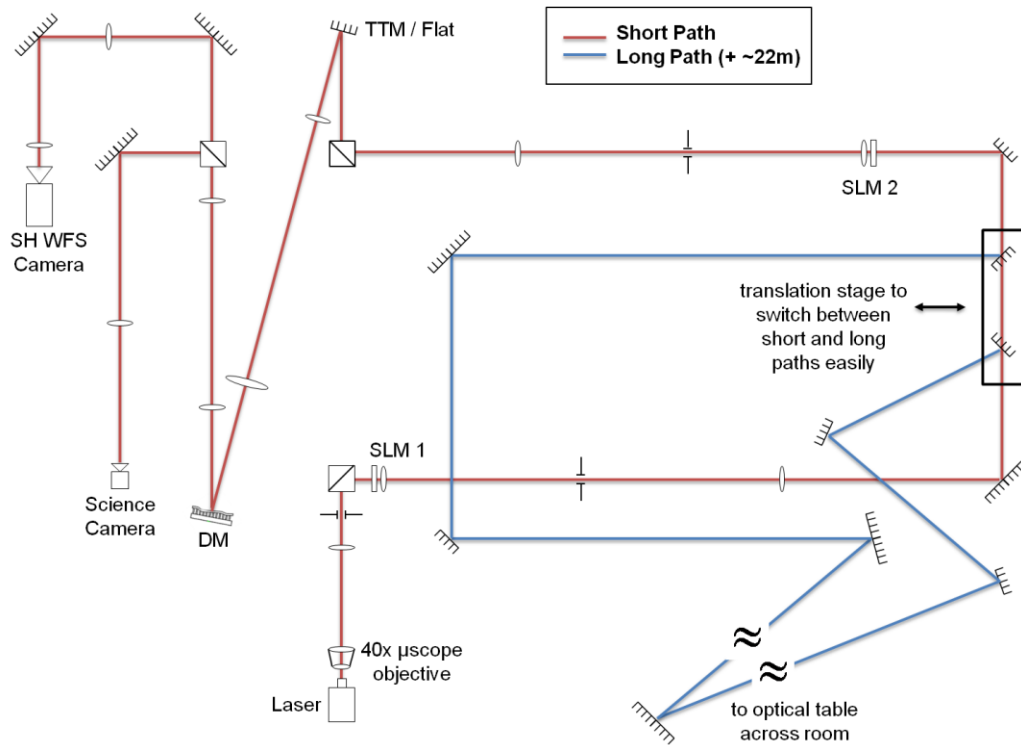 TTM / Flat
Short Path
Long Path (+ ~22m)
SLM 2
SH WFS
Camera
translation stage to
switch between
short and long
paths easily
SLM 1
Science
Camera
DM
40x µscope
objective
Laser
≈
≈
to optical table
across room